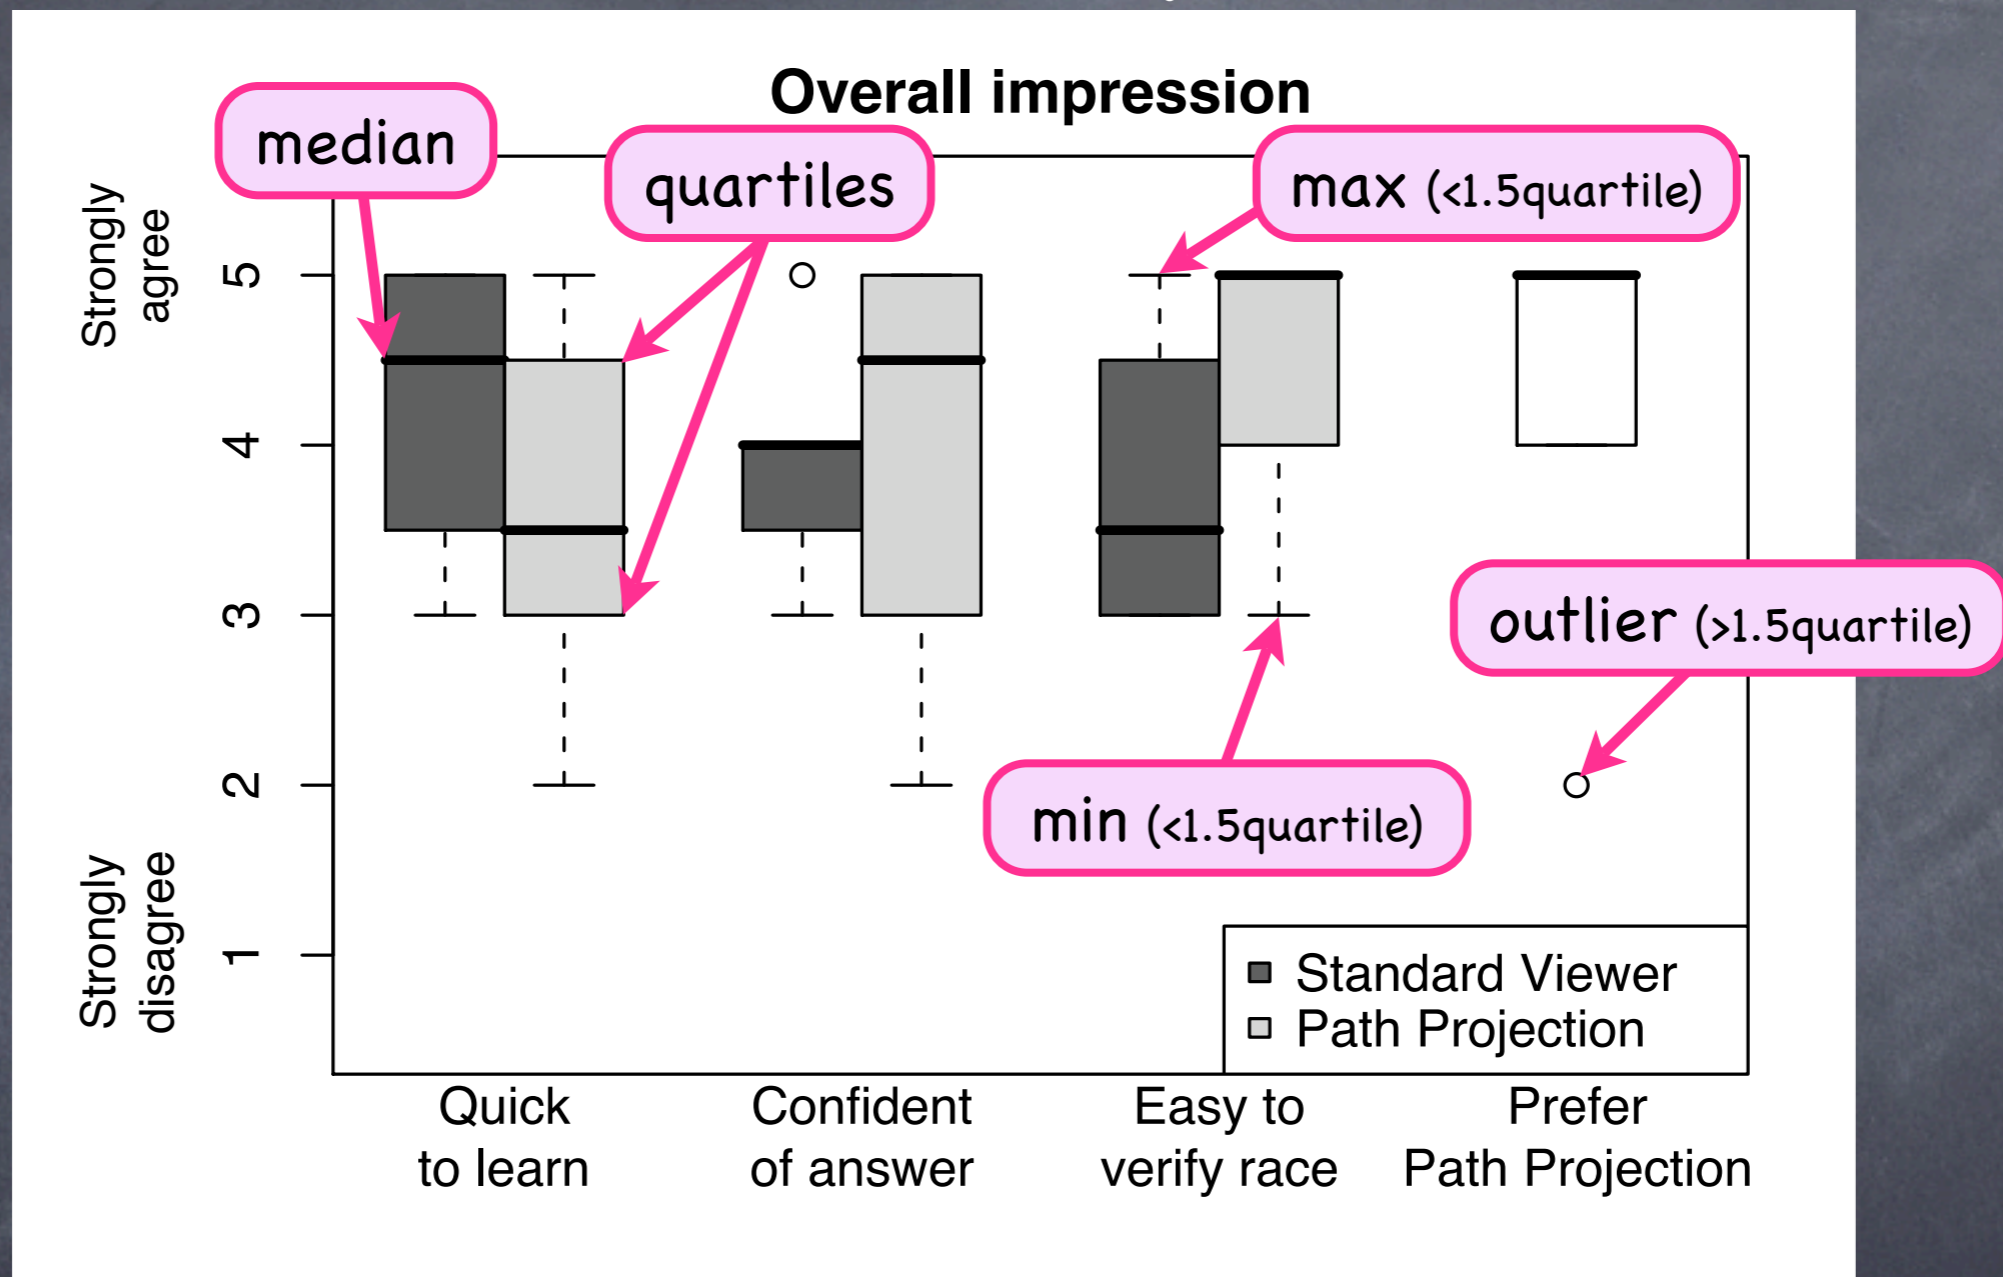 Overall impression
median
quartiles
max (<1.5quartile)
Strongly
agree
5
4
3
2
1
Strongly
disagree
outlier (>1.5quartile)
min (<1.5quartile)
Standard Viewer
Path Projection
Quick
to learn
Confident
of answer
Easy to
verify race
Prefer
Path Projection